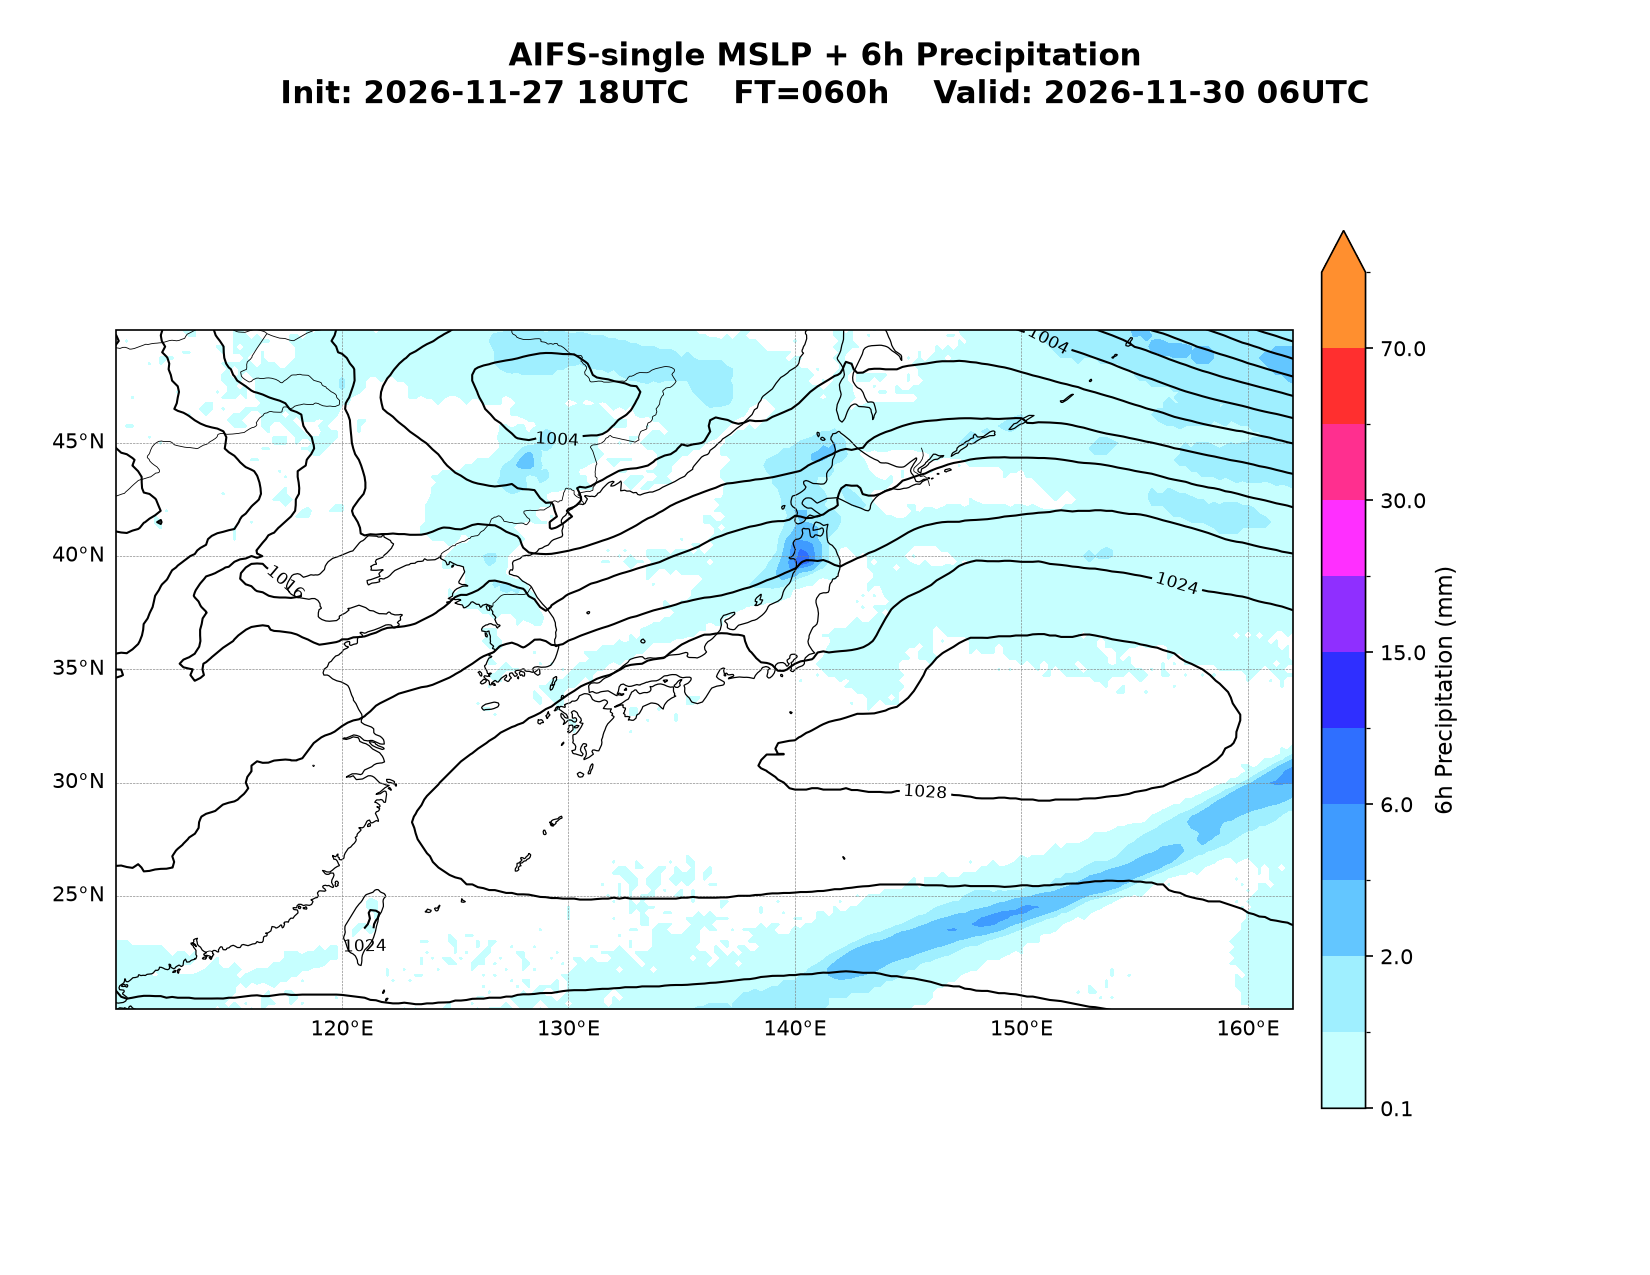 AIFS-single MSLP + 6h Precipitation
Init: 2026-11-27 18UTC    FT=060h    Valid: 2026-11-30 06UTC
1004
1004
1016
1024
1028
1024
45°N
40°N
35°N
30°N
25°N
120°E
130°E
140°E
150°E
160°E
70.0
30.0
15.0
6.0
2.0
0.1
6h Precipitation (mm)